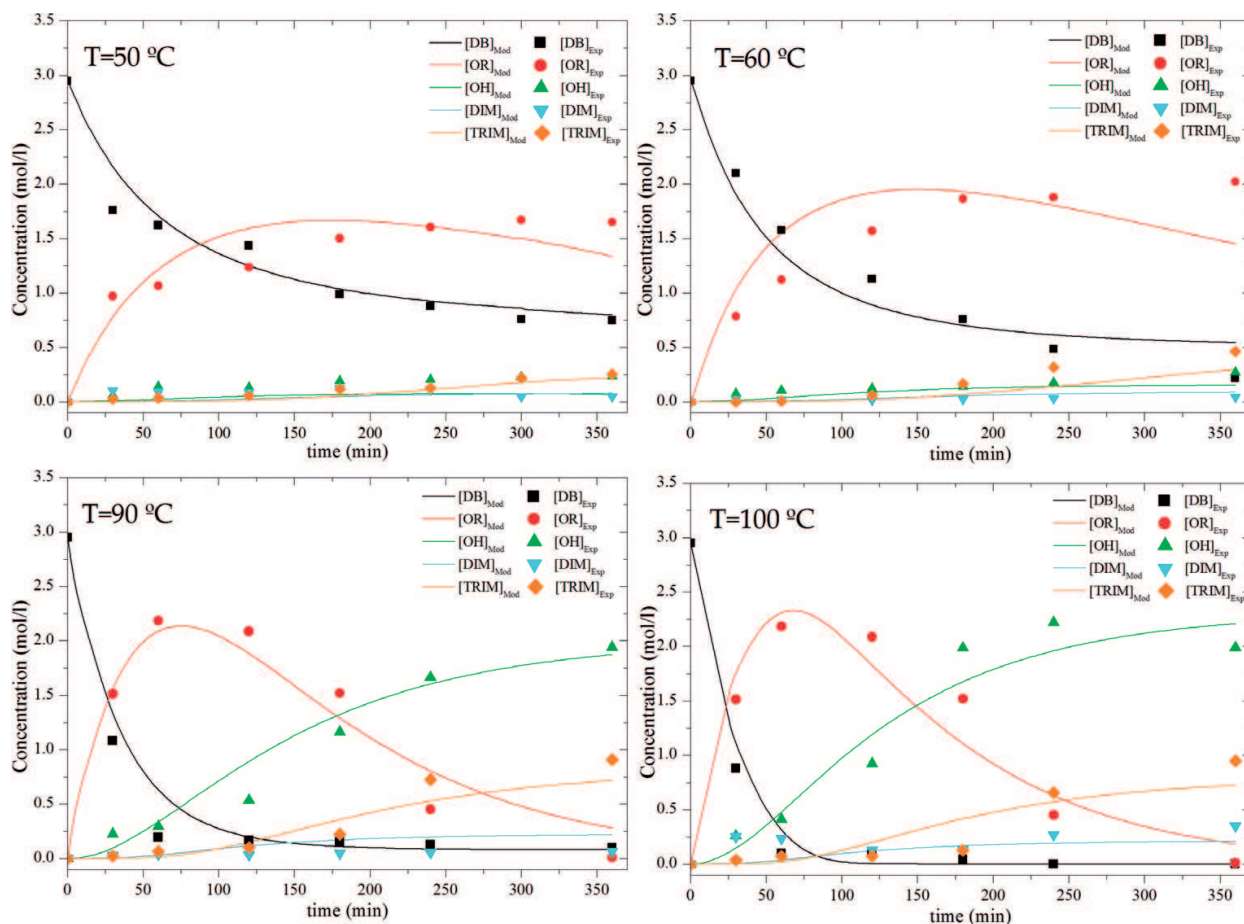 T=50 ºC
[DB]Mod [DB]Exp
[OR]Mod [OR]Exp
[OH]Mod [OH]Exp
[DIM]Mod [DIM]Exp
[TRIM]Mod [TRIM]Exp
Concentration (mol/l)
3.5
3.0
2.5
2.0
1.5
1.0
0.5
0.0
0 50 100 150 200 250 300 350
time (min)
T=60 ºC
[DB]Mod [DB]Exp
[OR]Mod [OR]Exp
[OH]Mod [OH]Exp
[DIM]Mod [DIM]Exp
[TRIM]Mod [TRIM]Exp
Concentration (mol/l)
3.5
3.0
2.5
2.0
1.5
1.0
0.5
0.0
0 50 100 150 200 250 300 350
time (min)
T=90 ºC
[DB]Mod [DB]Exp
[OR]Mod [OR]Exp
[OH]Mod [OH]Exp
[DIM]Mod [DIM]Exp
[TRIM]Mod [TRIM]Exp
Concentration (mol/l)
3.5
3.0
2.5
2.0
1.5
1.0
0.5
0.0
0 50 100 150 200 250 300 350
time (min)
T=100 ºC
[DB]Mod [DB]Exp
[OR]Mod [OR]Exp
[OH]Mod [OH]Exp
[DIM]Mod [DIM]Exp
[TRIM]Mod [TRIM]Exp
Concentration (mol/l)
3.5
3.0
2.5
2.0
1.5
1.0
0.5
0.0
0 50 100 150 200 250 300 350
time (min)